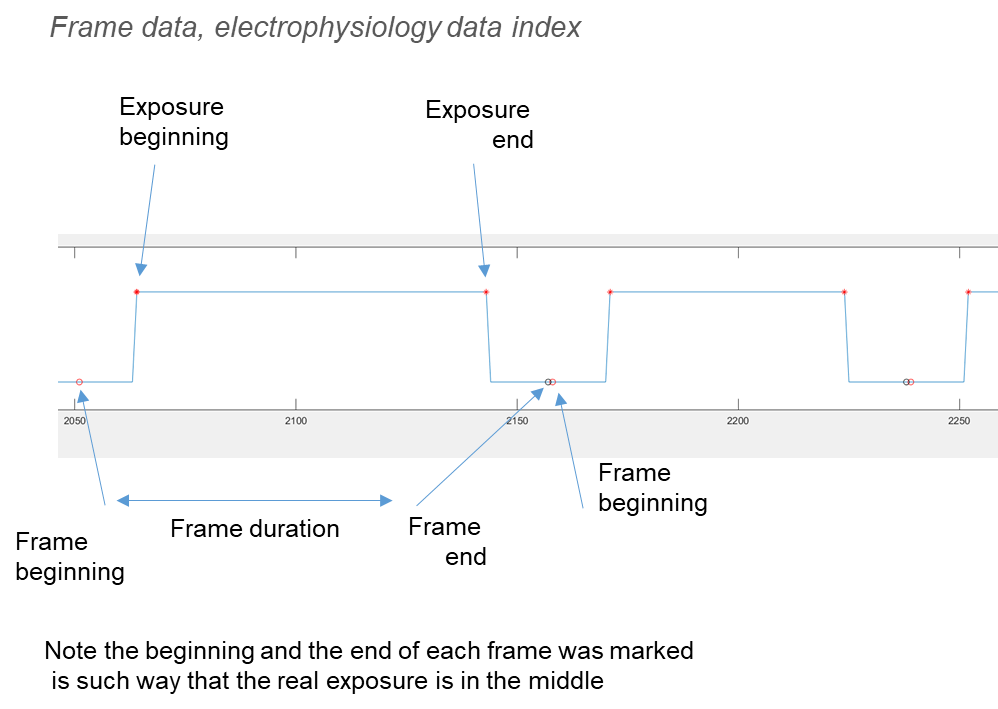 Frame data, electrophysiology data index
Exposure
beginning
Exposure
end
2050
2100
2150
2200
2250
Frame
beginning
Frame duration
Frame
end
Frame
beginning
Note the beginning and the end of each frame was marked
is such way that the real exposure is in the middle